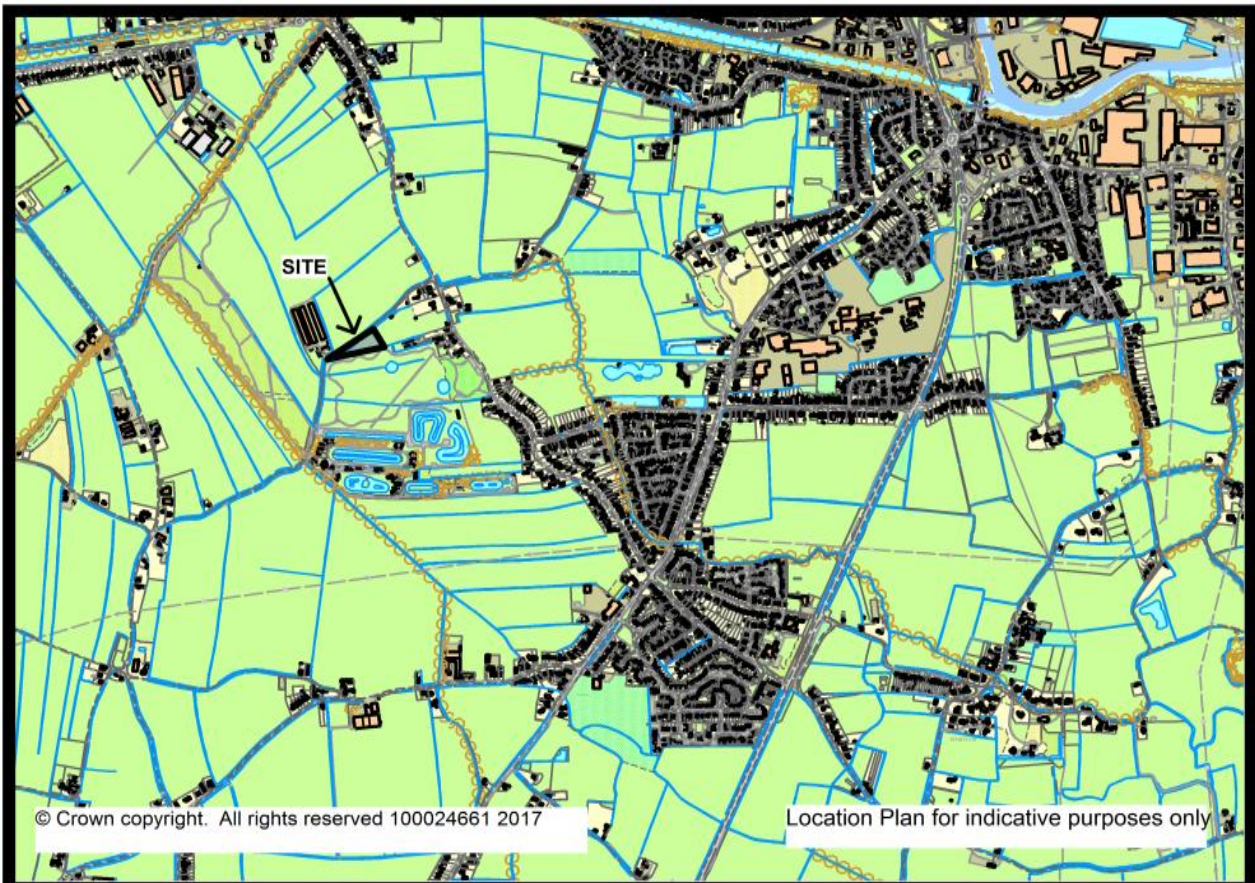 SITE
© Crown copyright. All rights reserved 100024661 2017
Location Plan for indicative purposes only